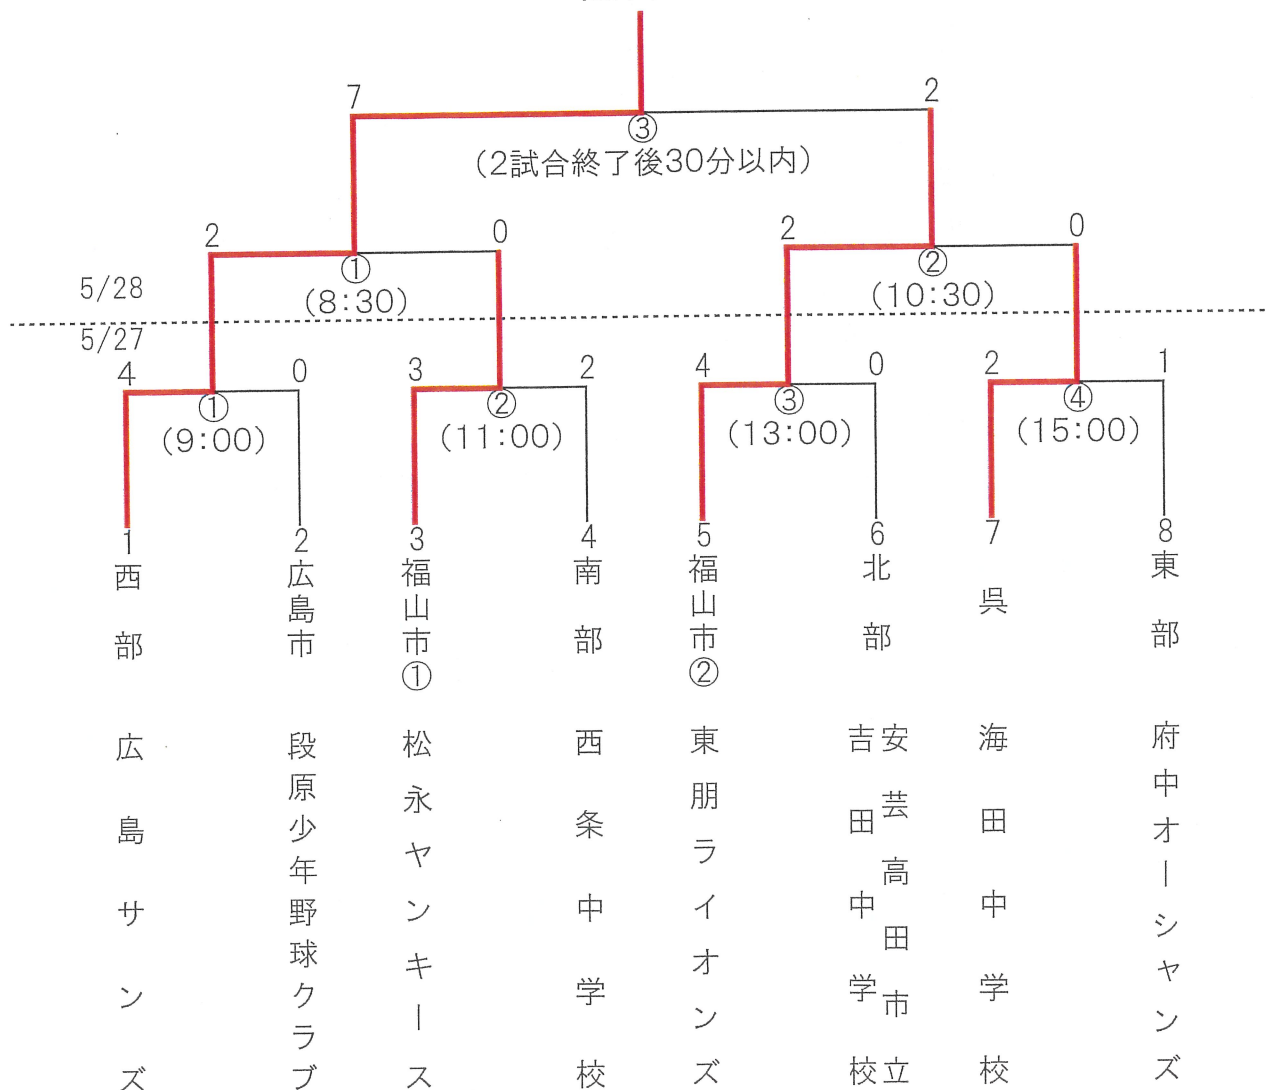 7
2
③
(2試合終了後30分以内)
2
0
2
0
①
(8:30)
②
(10:30)
5/28
5/27
4
0
3
2
4
0
2
1
①
(9:00)
②
(11:00)
③
(13:00)
④
(15:00)
1
西部
広島サンズ
2
広島市
段原少年野球クラブ
3
福山市①
松永ヤンキース
4
南部
西条中学校
5
福山市②
東朋ライオンズ
6
北部
安芸高田市立
吉田中学校
7
呉
海田中学校
8
東部
府中オーシャンズ